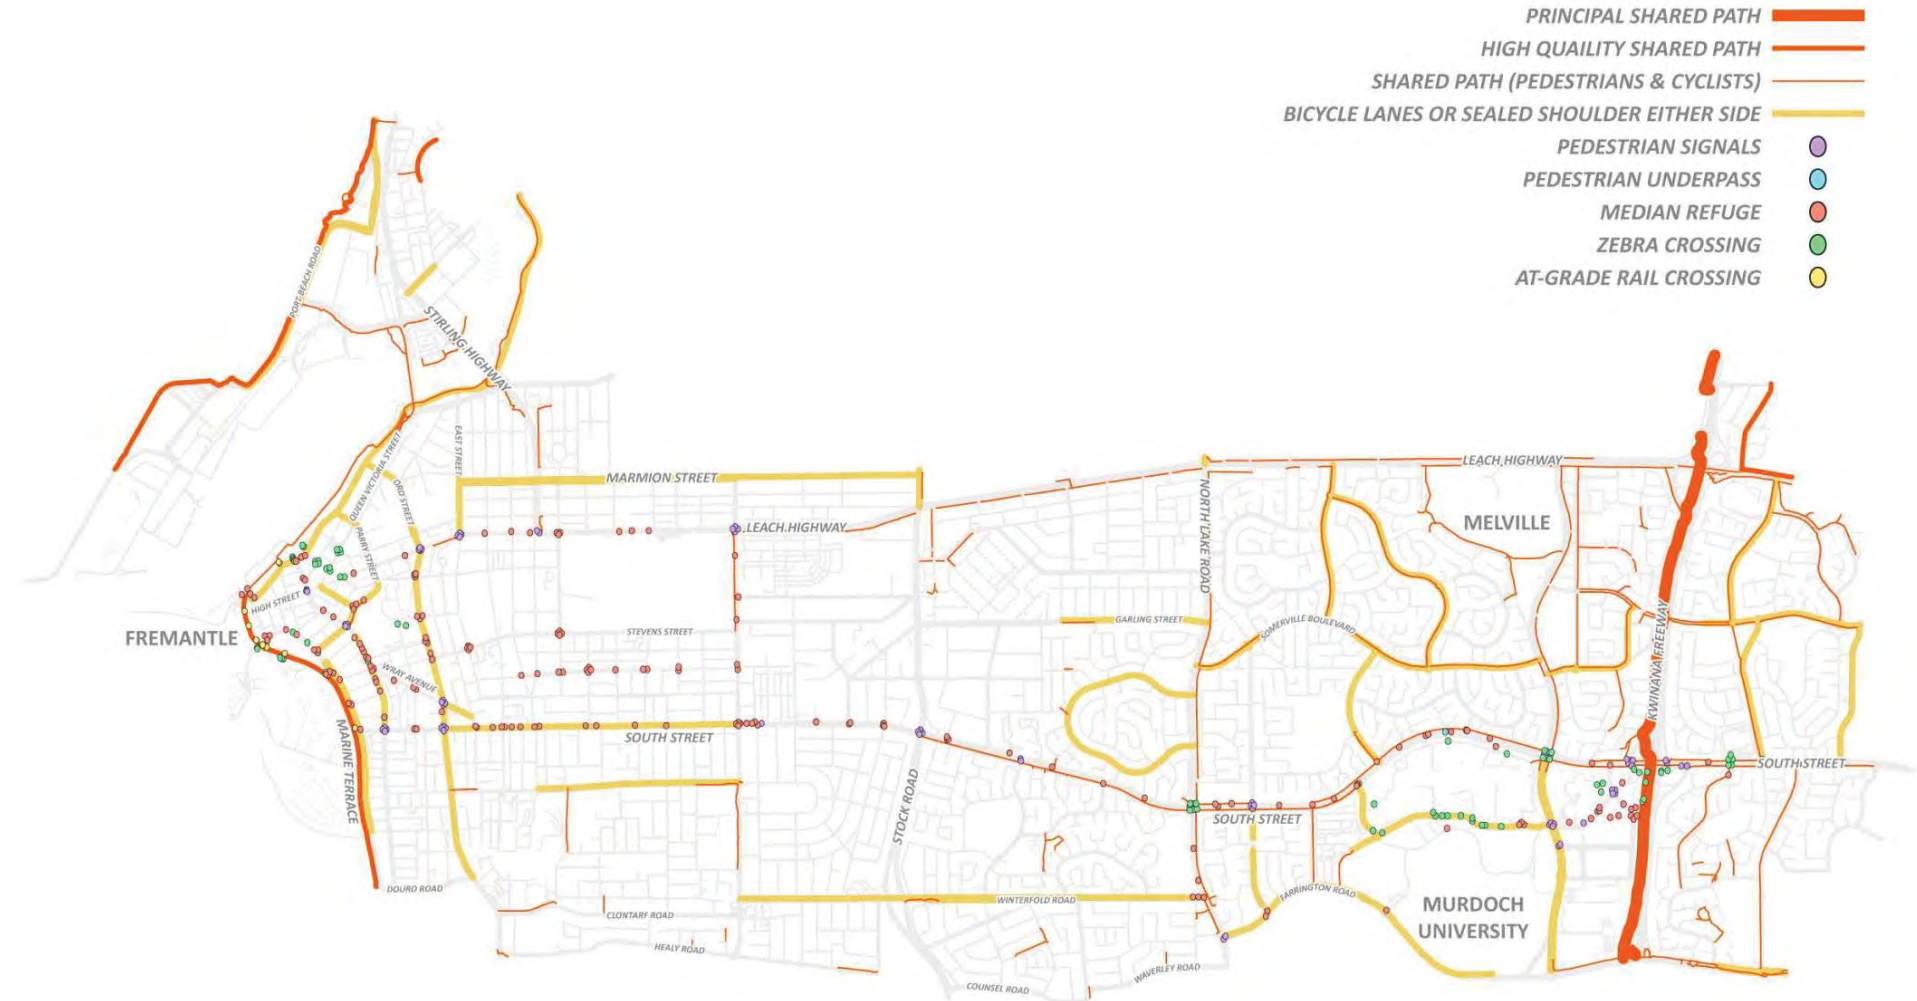 PRINCIPAL SHARED PATH
HIGH QUAILITY SHARED PATH
SHARED PATH (PEDESTRIANS & CYCLISTS)
BICYCLE LANES OR SEALED SHOULDER EITHER SIDE
PEDESTRIAN SIGNALS
PEDESTRIAN UNDERPASS
MEDIAN REFUGE
ZEBRA CROSSING
AT-GRADE RAIL CROSSING
PORT BEACH ROAD
STIRLING HIGHWAY
EAST STREET
QUEEN VICTORIA STREET
ORD STREET
PARRY STREET
MARMION STREET
LEACH HIGHWAY
LEACH HIGHWAY
NORTH LAKE ROAD
MELVILLE
HIGH STREET
FREMANTLE
STEVENS STREET
GARLING STREET
SOMERVILLE BOULEVARD
KWINANA FREEWAY
WRAY AVENUE
MARINE TERRACE
SOUTH STREET
STOCK ROAD
SOUTH STREET
SOUTH STREET
DOURO ROAD
CLONTARF ROAD
HEALY ROAD
WINTERFOLD ROAD
FARRINGTON ROAD
MURDOCH
UNIVERSITY
WAVERLEY ROAD
COUNSEL ROAD